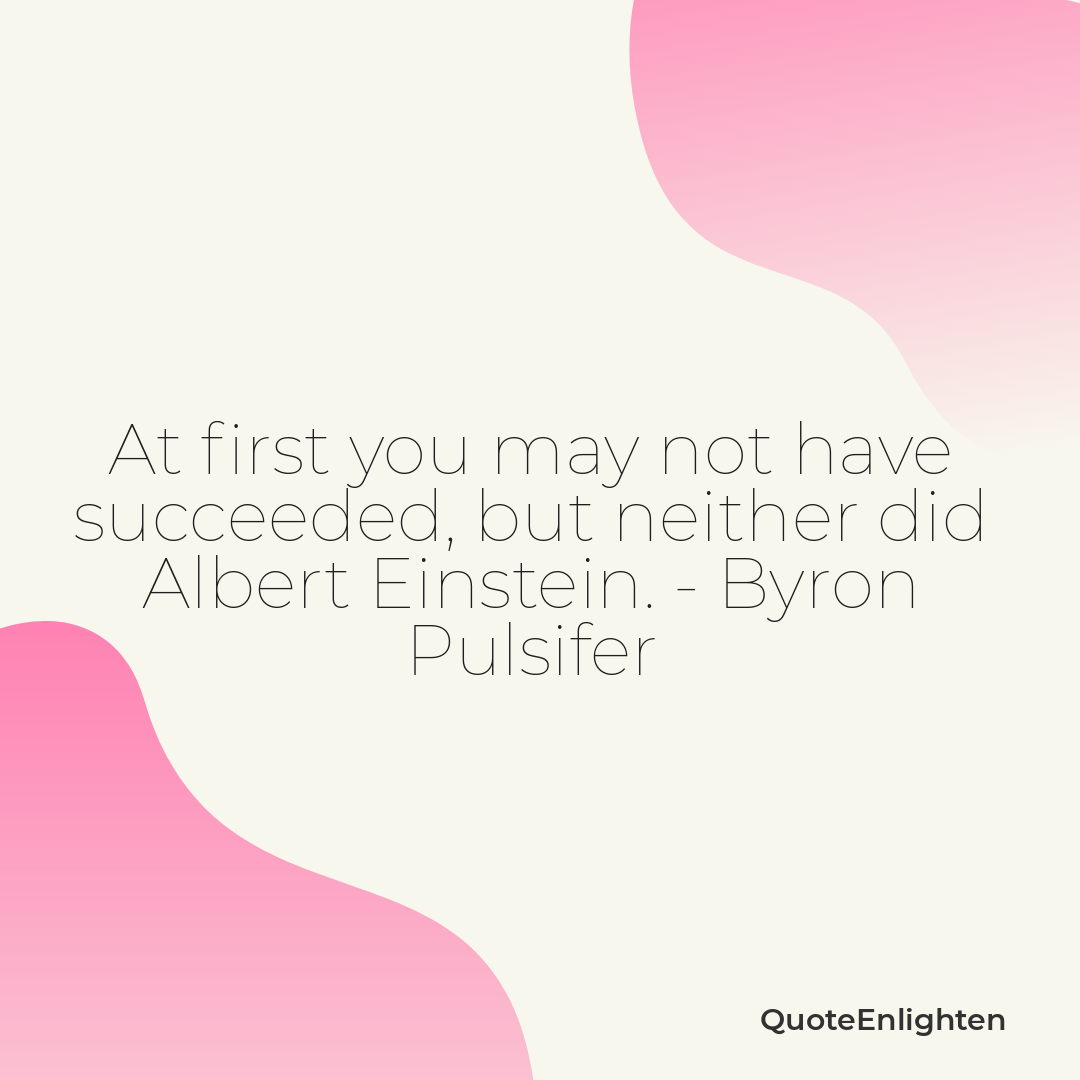 At first you may not have
succeeded, but neither did
Albert Einstein. - Byron
Pulsifer
QuoteEnlighten